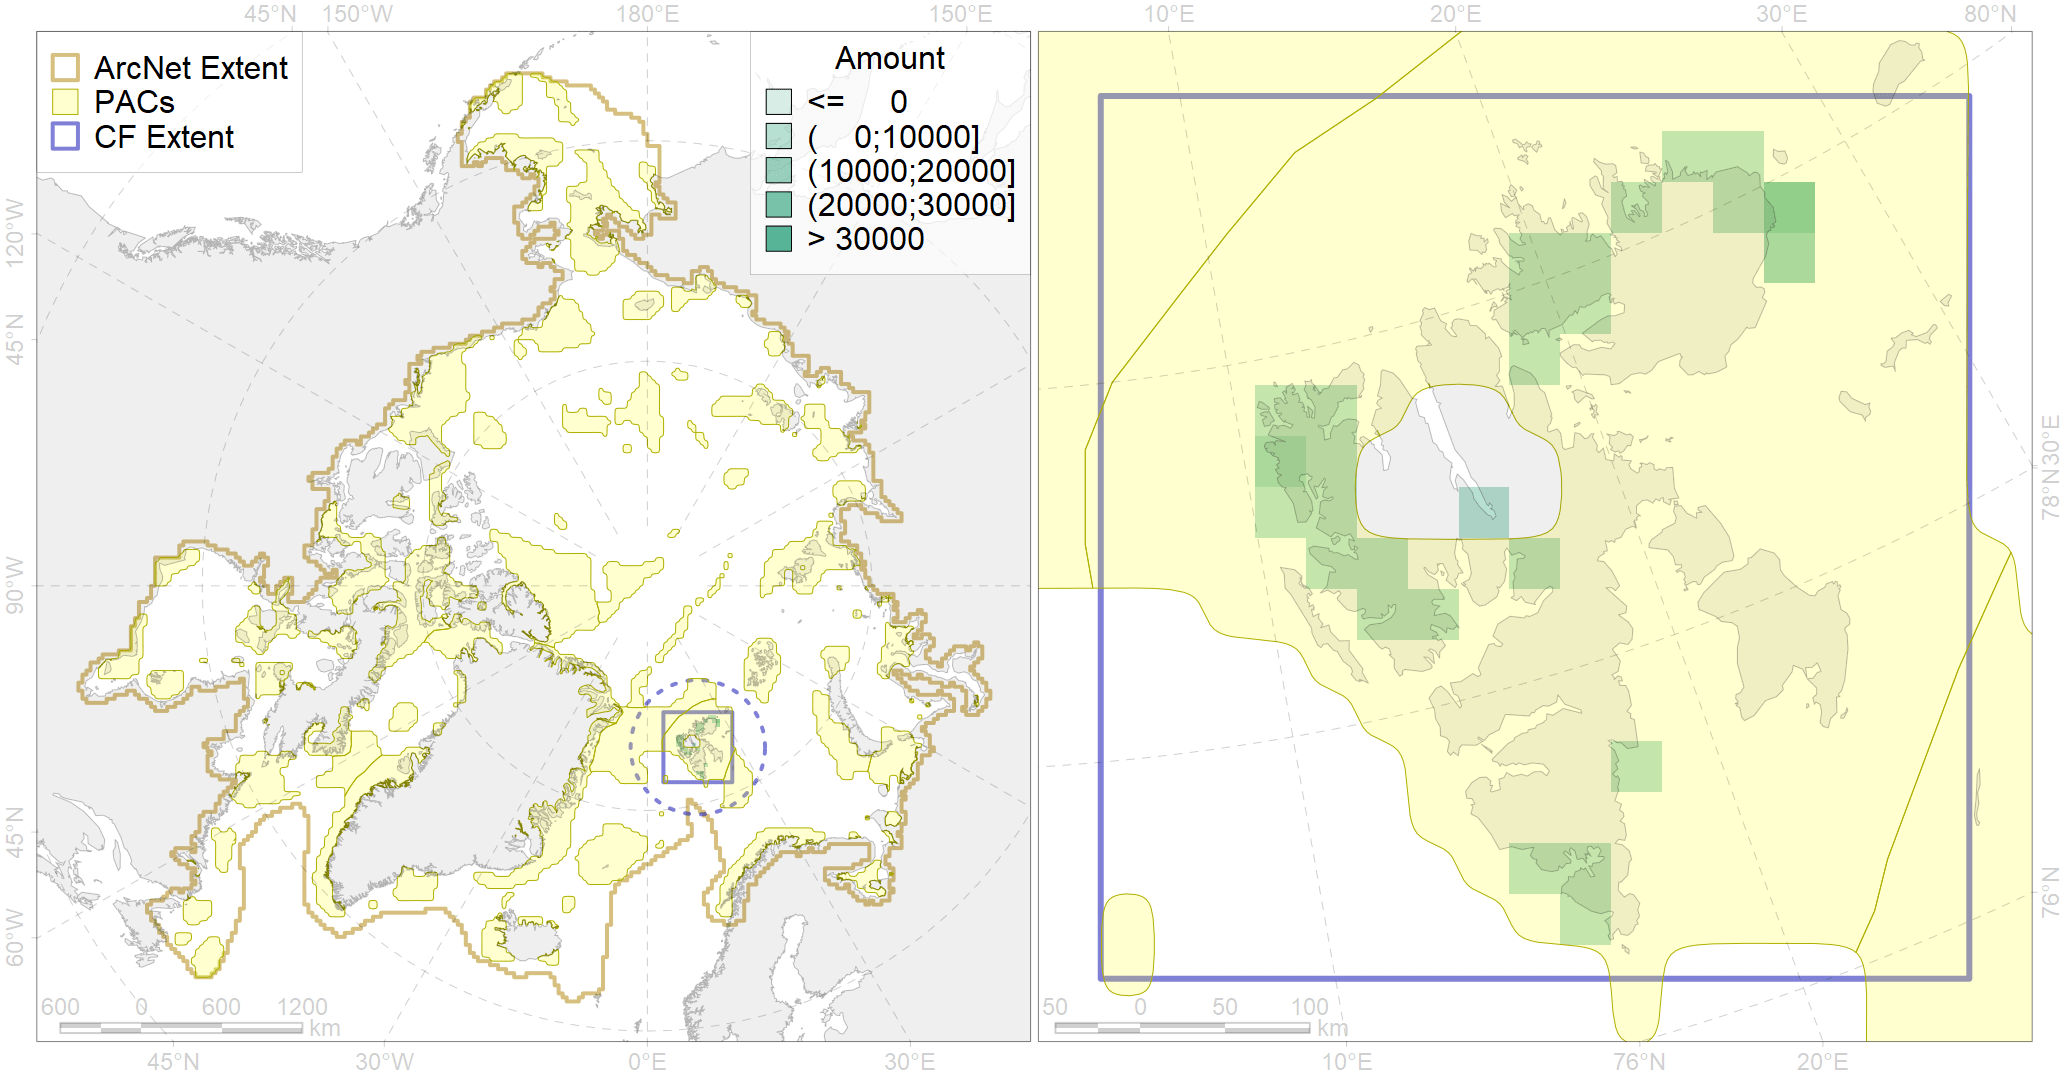 45°N 150°W 180°E 150°E 10°E 20°E 30°E 80°N
ArcNet Extent
PACs
CF Extent
Amount
<= 0
( 0;10000]
(10000;20000]
(20000;30000]
> 30000
120°W
45°N
90°W
45°N
60°W
30°E
78°N
76°N
600 0 600 1200
km
50 0 50 100
km
45°N 30°W 0°E 30°E 10°E 76°N 20°E